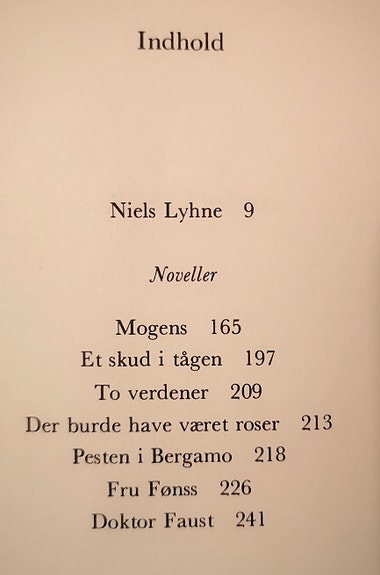 Indhold
Niels Lyhne 9
Noveller
Mogens 165
Et skud i tågen 197
To verdener 209
Der burde have været roser 213
Pesten i Bergamo 218
Fru Fønss 226
Doktor Faust 241